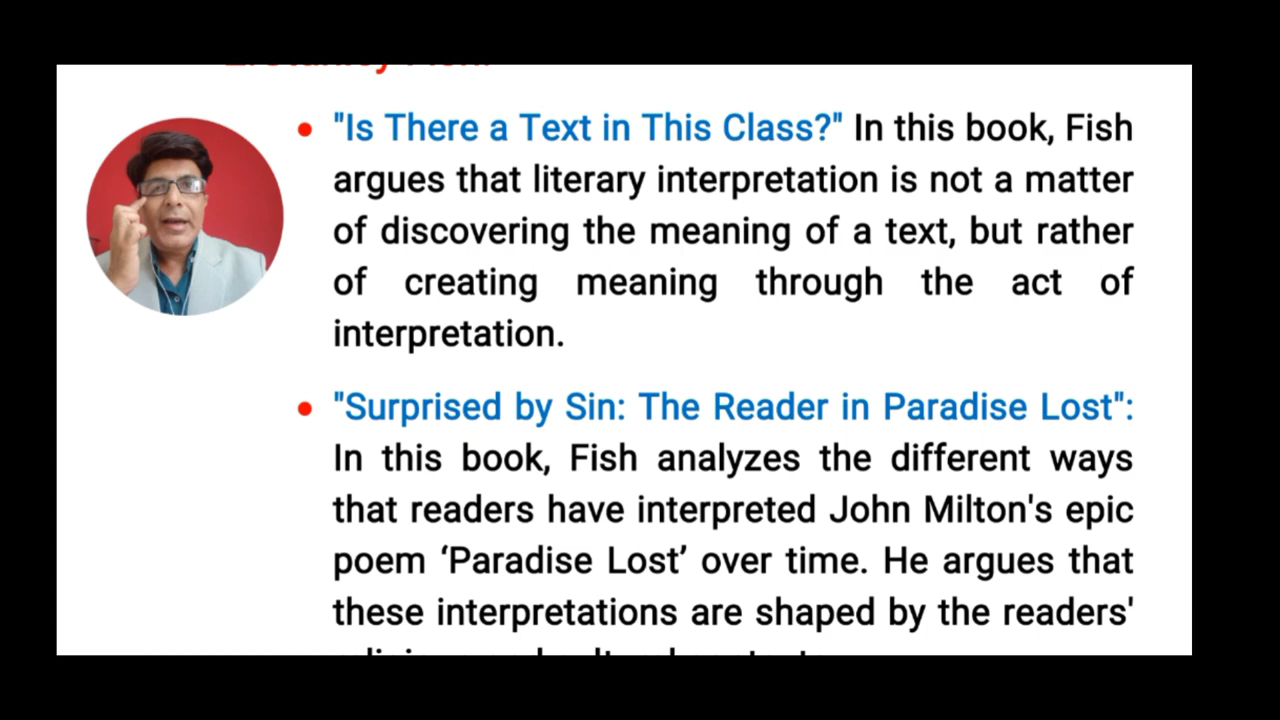 "Is There a Text in This Class?" In this book, Fish
argues that literary interpretation is not a matter
of discovering the meaning of a text, but rather
of creating meaning through the act of
interpretation.
"Surprised by Sin: The Reader in Paradise Lost":
In this book, Fish analyzes the different ways
that readers have interpreted John Milton's epic
poem ‘Paradise Lost’ over time. He argues that
these interpretations are shaped by the readers'